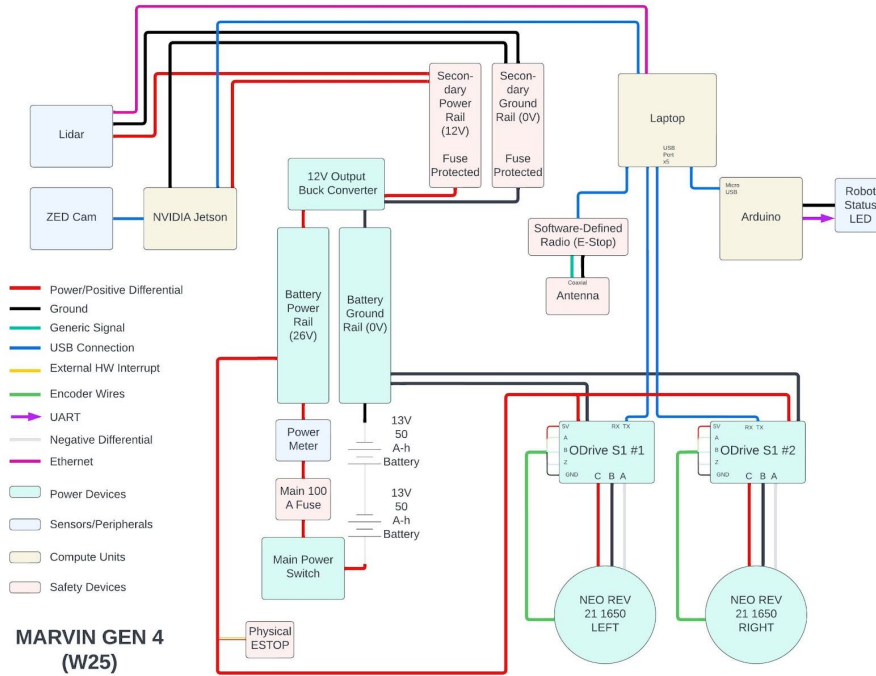 Secon-
dary
Power
Rail
(12V)
Fuse
Protected
Secon-
dary
Ground
Rail (0V)
Fuse
Protected
Laptop
USB
Port
x5
Lidar
12V Output
Buck Converter
ZED Cam
NVIDIA Jetson
Micro
USB
Arduino
Robot
Status
LED
Software-Defined
Radio (E-Stop)
Coaxial
Antenna
Battery
Power
Rail
(26V)
Battery
Ground
Rail (0V)
Power/Positive Differential
Ground
Generic Signal
USB Connection
External HW Interrupt
Encoder Wires
UART
Negative Differential
Ethernet
Power Devices
Sensors/Peripherals
Compute Units
Safety Devices
Power
Meter
13V
50
A-h
Battery
Main 100
A Fuse
13V
50
A-h
Battery
Main Power
Switch
5V
A
B
Z
GND
RX TX
ODrive S1 #1
C B A
5V
A
B
Z
GND
RX TX
ODrive S1 #2
C B A
NEO REV
21 1650
LEFT
NEO REV
21 1650
RIGHT
Physical
ESTOP
MARVIN GEN 4
(W25)